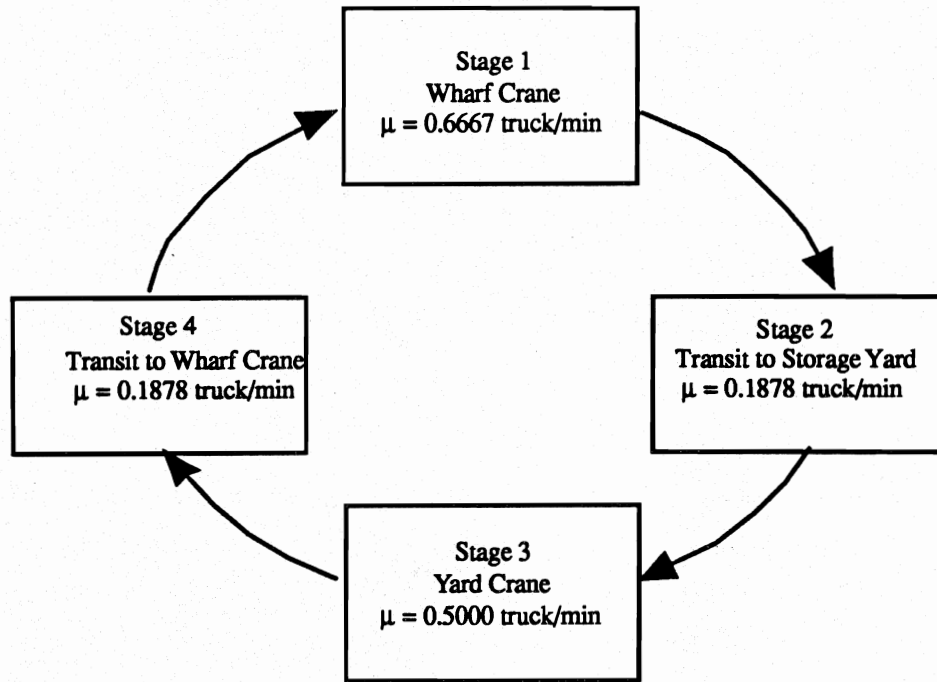 Stage 1
Wharf Crane
μ = 0.6667 truck/min
Stage 4
Transit to Wharf Crane
μ = 0.1878 truck/min
Stage 2
Transit to Storage Yard
μ = 0.1878 truck/min
Stage 3
Yard Crane
μ = 0.5000 truck/min